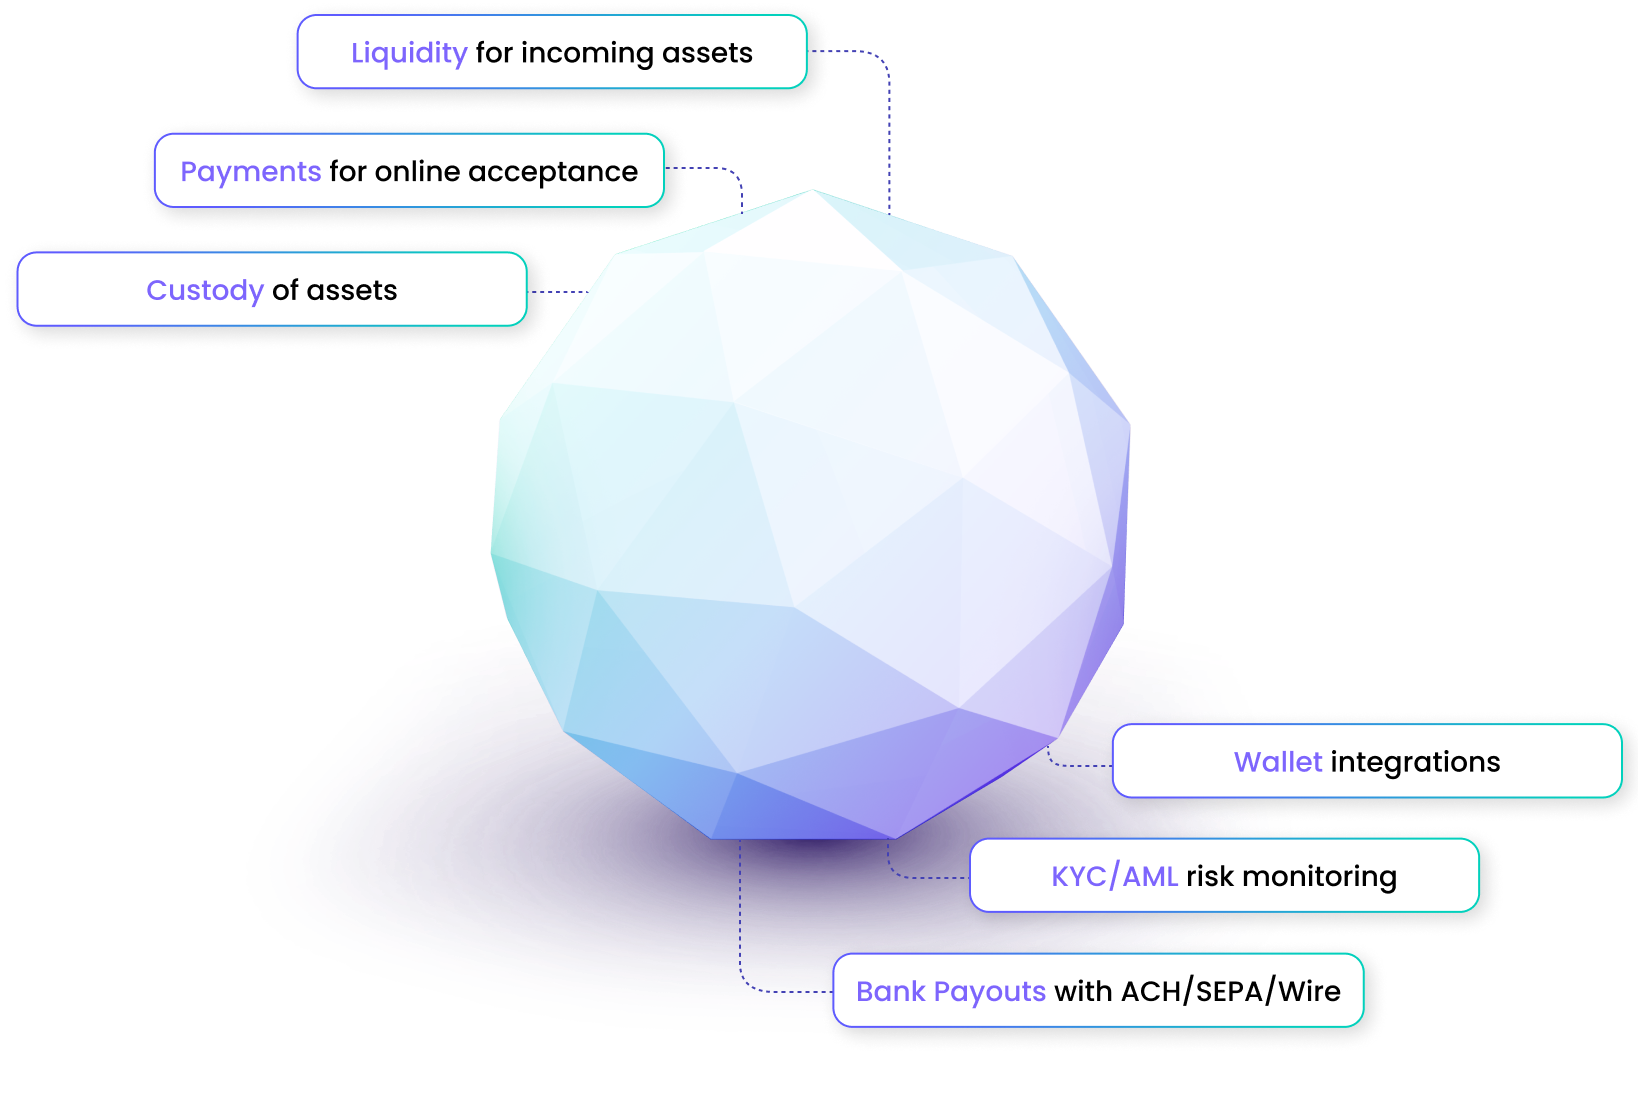 Liquidity for incoming assets
Payments for online acceptance
Custody of assets
Wallet integrations
KYC/AML risk monitoring
Bank Payouts with ACH/SEPA/Wire